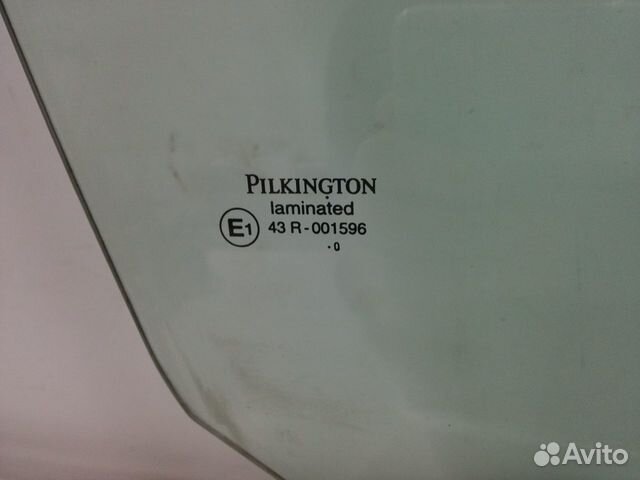 PILKINGTON
laminated
E1 43 R-001596
.0
Avito